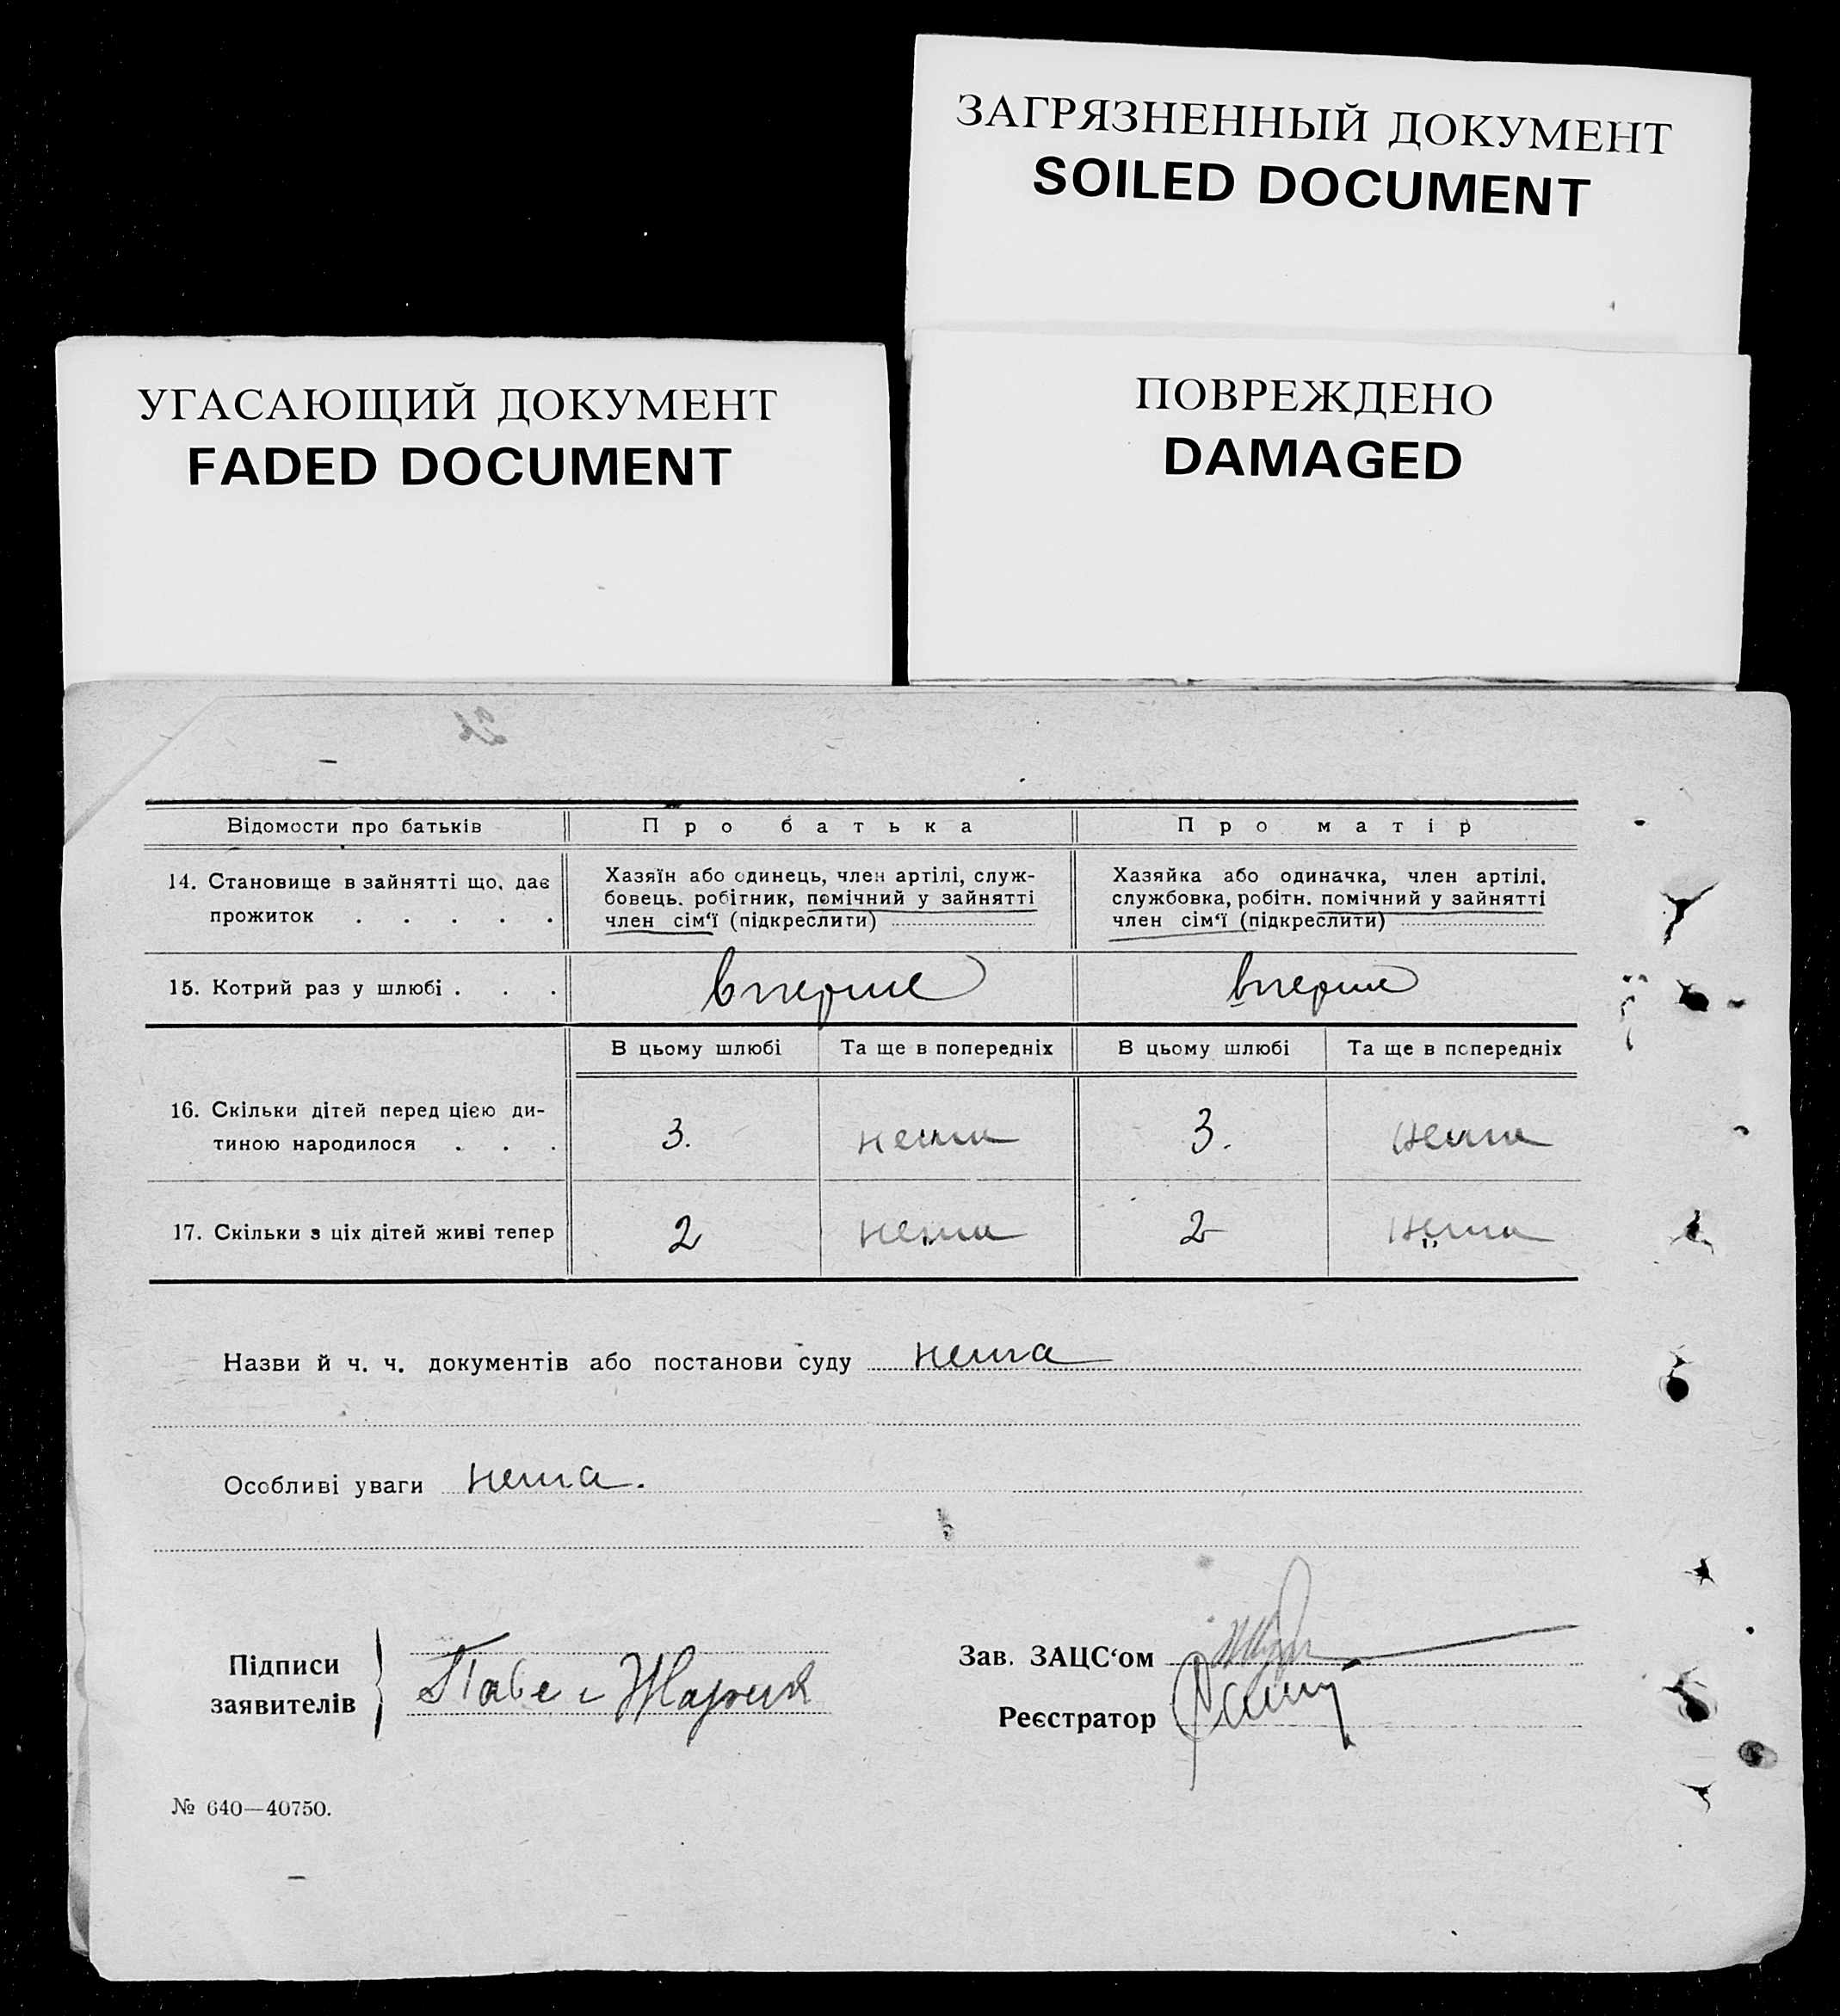 ЗАГРЯЗНЕННЫЙ ДОКУМЕНТ
SOILED DOCUMENT
УГАСАЮЩИЙ ДОКУМЕНТ
FADED DOCUMENT
ПОВРЕЖДЕНО
DAMAGED
Відомости про батьків Про батька Про матір
14. Становище в зайнятті що, дає прожиток . . . . .
Хазяїн або одинець, член артілі, служ-
бовець. робітник, помічний у зайнятті
член сім‘ї (підкреслити)
Хазяйка або одиначка, член артілі,
службовка, робітн. помічний у зайнятті
член сім‘ї (підкреслити)
15. Котрий раз у шлюбі . . . вперше вперше
В цьому шлюбі Та ще в попередніх В цьому шлюбі Та ще в попередніх
16. Скільки дітей перед цією ди-
тиною народилося . . . 3. нема 3. нема
17. Скільки з ціх дітей живі тепер 2 нема 2 нема
Назви й ч. ч. документів або постанови суду нема
Особливі уваги нема.
Підписи
заявителів
Зав. ЗАЦС‘ом
Реєстратор
№ 640—40750.